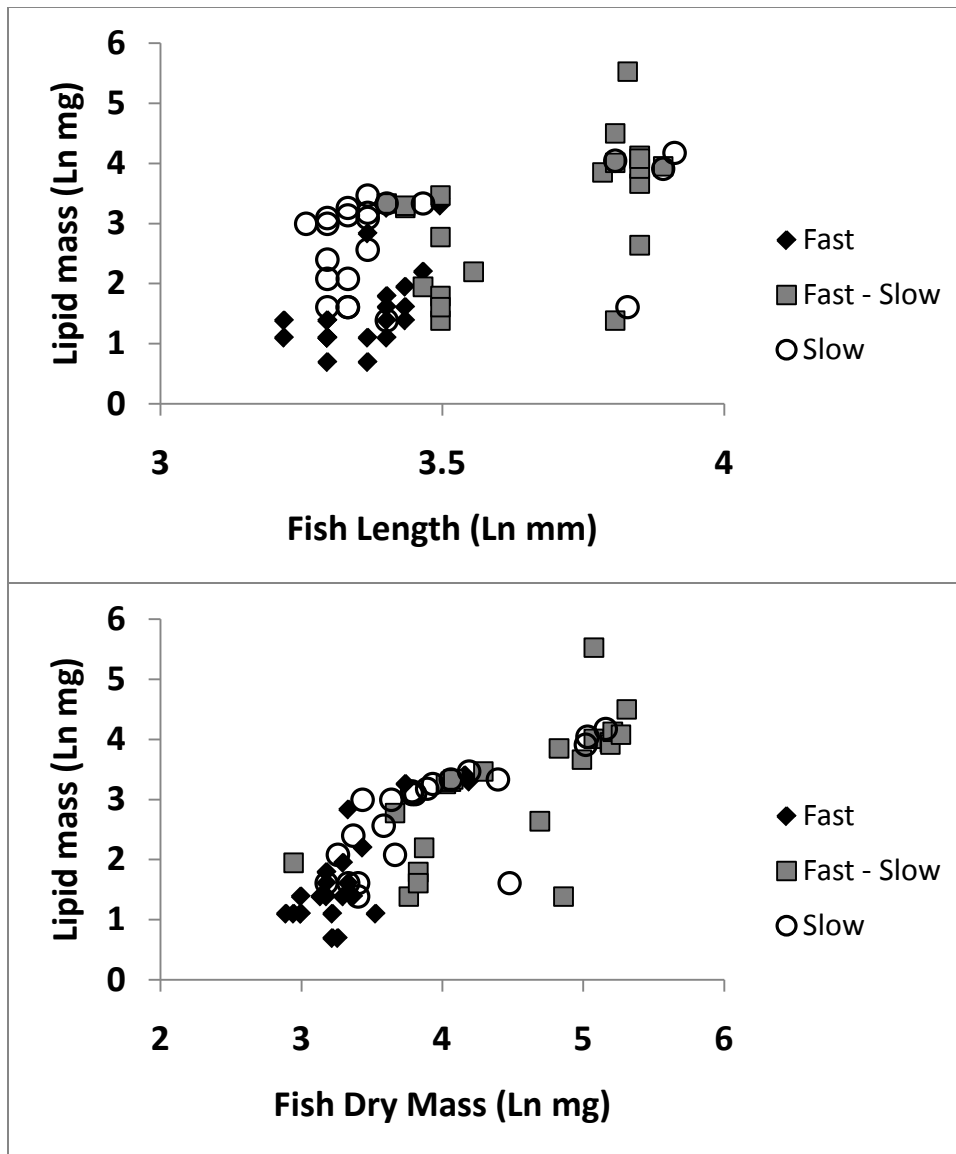 Lipid mass (Ln mg)
6
5
4
3
2
1
0
3
3.5
4
Fish Length (Ln mm)
Fast
Fast - Slow
Slow
Lipid mass (Ln mg)
6
5
4
3
2
1
0
2
3
4
5
6
Fish Dry Mass (Ln mg)
Fast
Fast - Slow
Slow